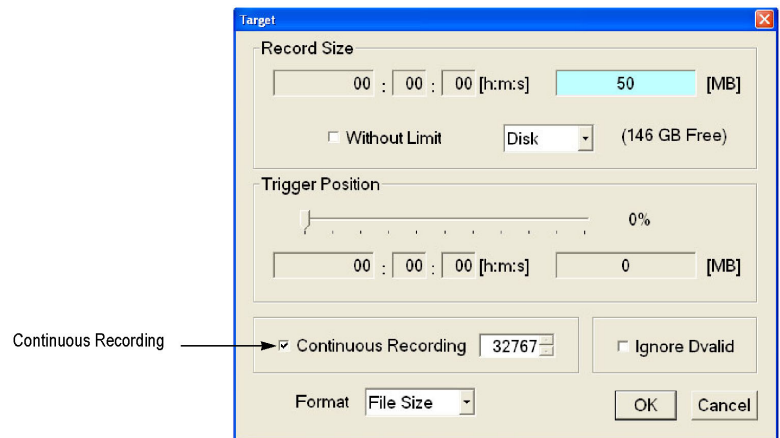 Target
Record Size
00 : 00 : 00 [h:m:s] 50 [MB]
Without Limit Disk (146 GB Free)
Trigger Position
0%
00 : 00 : 00 [h:m:s] 0 [MB]
Continuous Recording Continuous Recording 32767 Ignore Dvalid
Format File Size OK Cancel